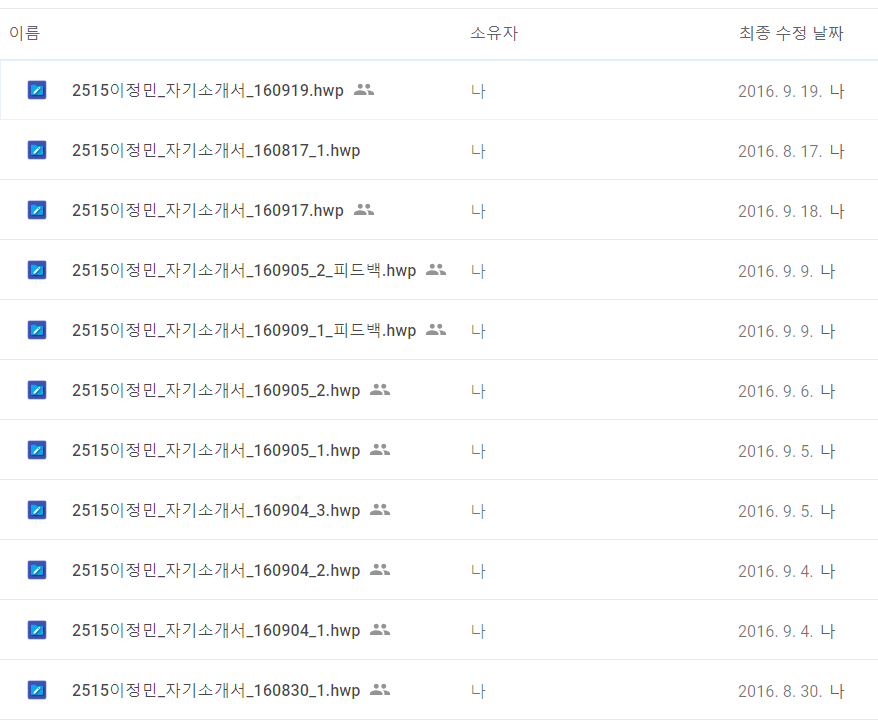 이름 소유자 최종 수정 날짜
2515이정민_자기소개서_160919.hwp 나 2016. 9. 19. 나
2515이정민_자기소개서_160817_1.hwp 나 2016. 8. 17. 나
2515이정민_자기소개서_160917.hwp 나 2016. 9. 18. 나
2515이정민_자기소개서_160905_2_피드백.hwp 나 2016. 9. 9. 나
2515이정민_자기소개서_160909_1_피드백.hwp 나 2016. 9. 9. 나
2515이정민_자기소개서_160905_2.hwp 나 2016. 9. 6. 나
2515이정민_자기소개서_160905_1.hwp 나 2016. 9. 5. 나
2515이정민_자기소개서_160904_3.hwp 나 2016. 9. 5. 나
2515이정민_자기소개서_160904_2.hwp 나 2016. 9. 4. 나
2515이정민_자기소개서_160904_1.hwp 나 2016. 9. 4. 나
2515이정민_자기소개서_160830_1.hwp 나 2016. 8. 30. 나